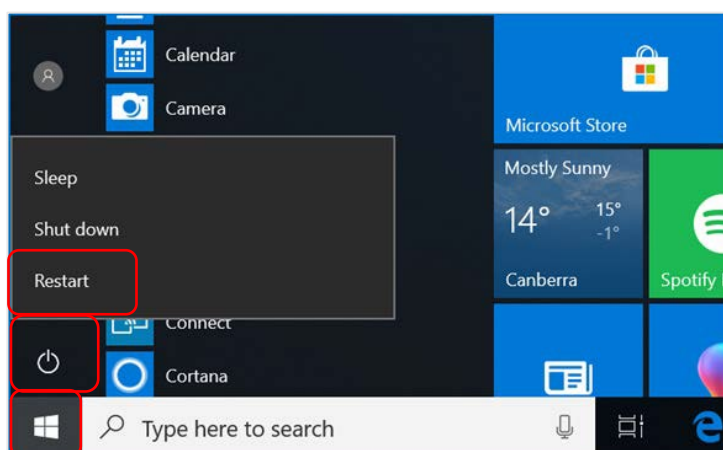 Calendar
Camera
Microsoft Store
Sleep
Shut down
Restart
Mostly Sunny
14°
15°
-1°
Canberra
Spotify
Connect
Cortana
Type here to search